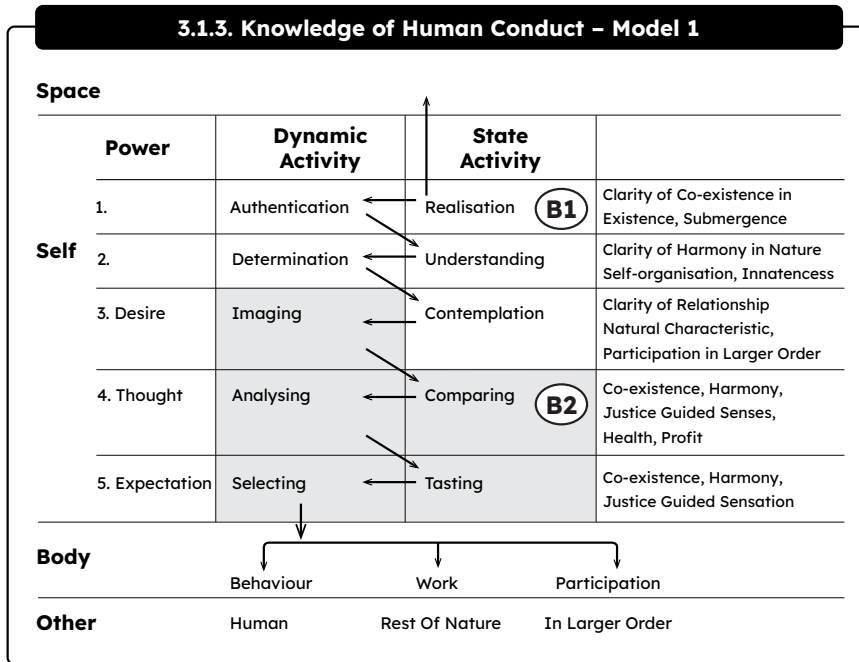 3.1.3. Knowledge of Human Conduct – Model 1
Space
Power
Dynamic
Activity
State
Activity
Self
1.
Authentication
Realisation
B1
Clarity of Co-existence in
Existence, Submergence
2.
Determination
Understanding
Clarity of Harmony in Nature
Self-organisation, Innatencess
3. Desire
Imaging
Contemplation
Clarity of Relationship
Natural Characteristic,
Participation in Larger Order
4. Thought
Analysing
Comparing
B2
Co-existence, Harmony,
Justice Guided Senses,
Health, Profit
5. Expectation
Selecting
Tasting
Co-existence, Harmony,
Justice Guided Sensation
Body
Behaviour
Work
Participation
Other
Human
Rest Of Nature
In Larger Order